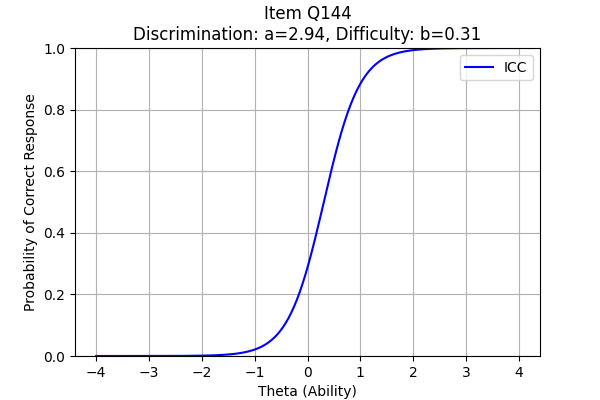 Item Q144
Discrimination: a=2.94, Difficulty: b=0.31
ICC
Probability of Correct Response
1.0
0.8
0.6
0.4
0.2
0.0
−4 −3 −2 −1 0 1 2 3 4
Theta (Ability)